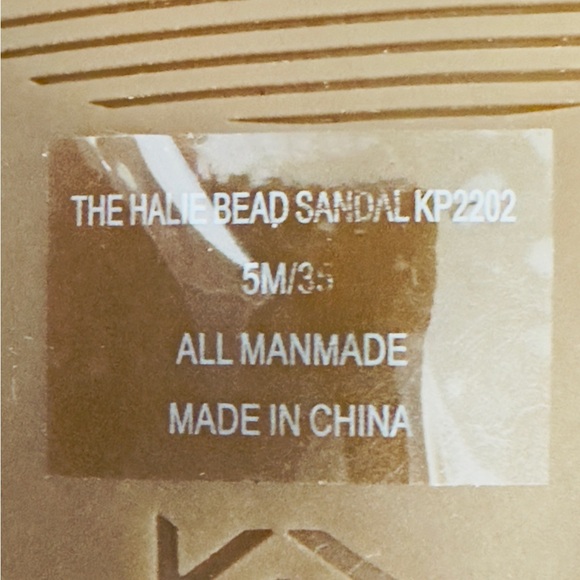 THE HALIE BEAD SANDAL KP2202
5M/35
ALL MANMADE
MADE IN CHINA